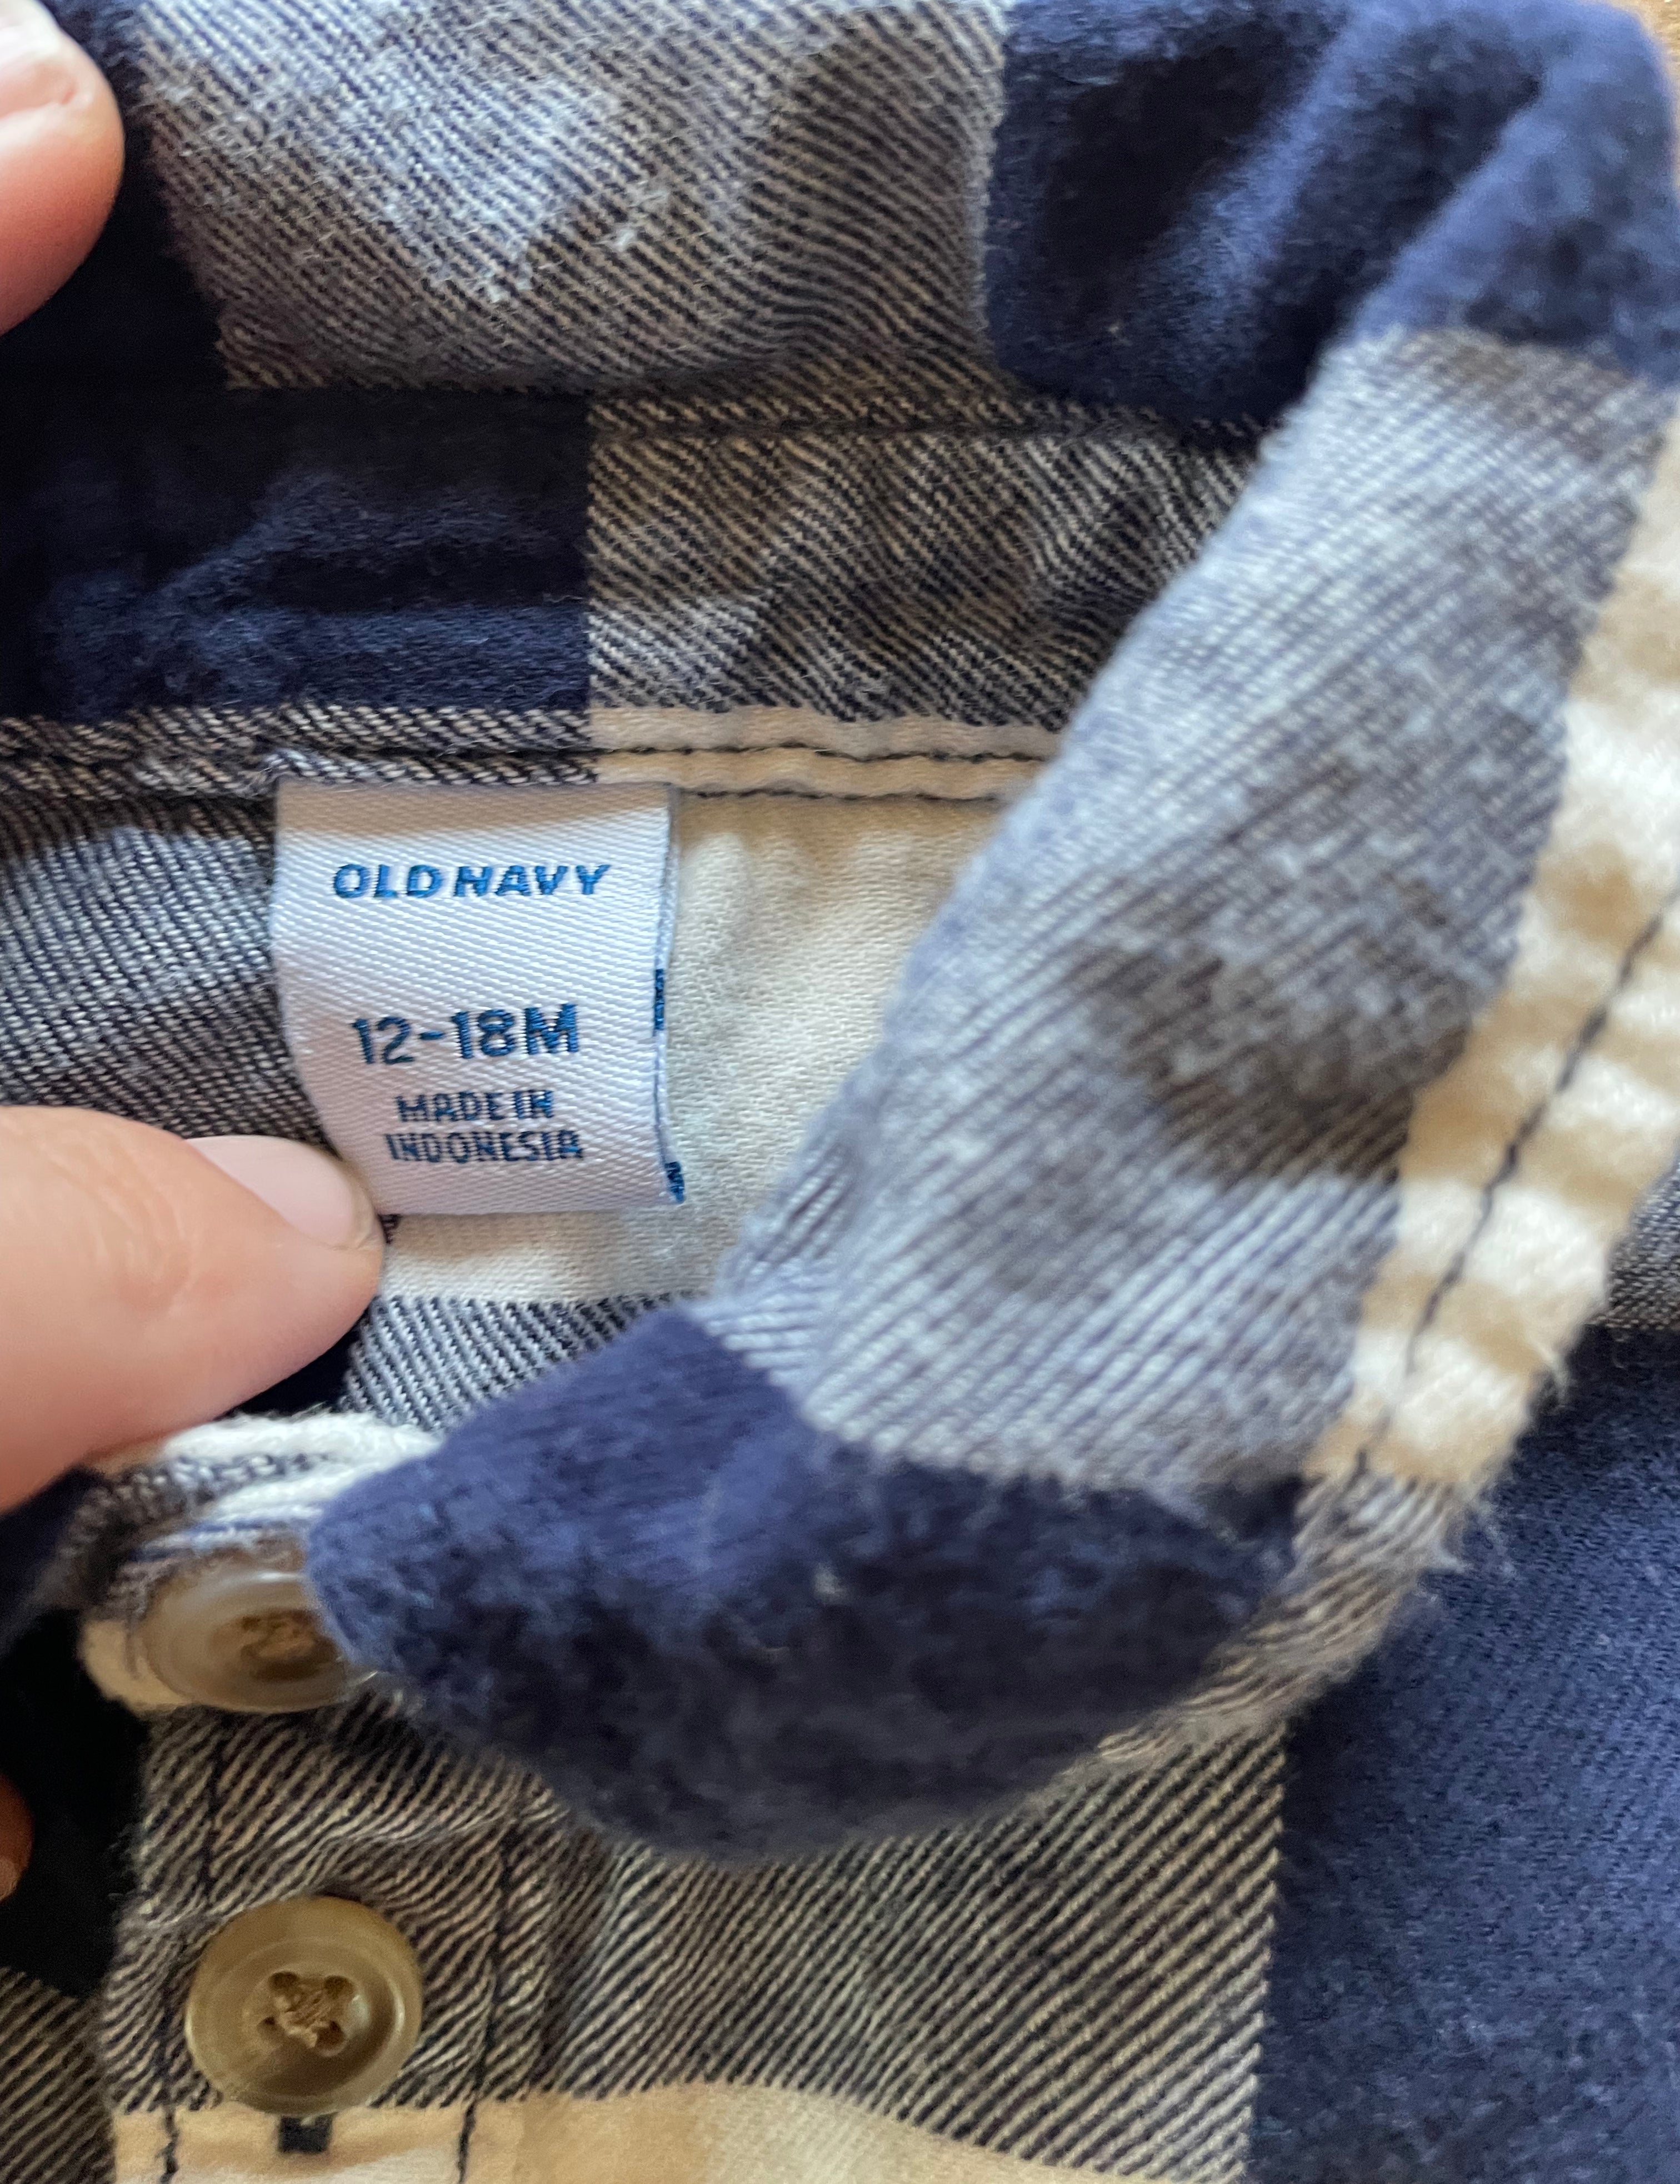 OLD NAVY
12-18M
MADE IN
INDONESIA